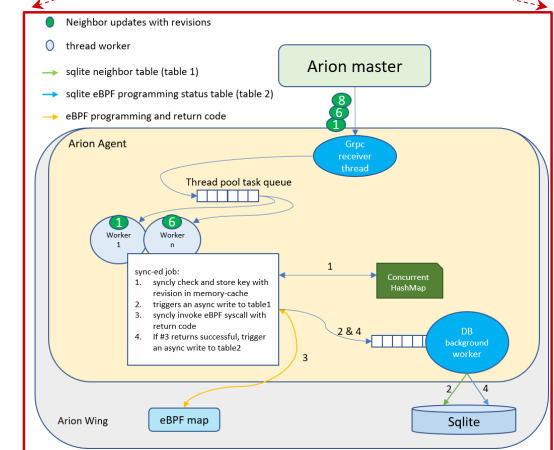 Neighbor updates with revisions
thread worker
sqlite neighbor table (table 1)
sqlite eBPF programming status table (table 2)
eBPF programming and return code
Arion master
8
6
1
Arion Agent
Grpc
receiver
thread
Thread pool task queue
1
6
Worker
1
Worker
n
sync-ed job:
1. syncly check and store key with
revision in memory-cache
2. triggers an async write to table1
3. syncly invoke eBPF syscall with
return code
4. If #3 returns successful, trigger
an async write to table2
1
Concurrent
HashMap
2 & 4
DB
background
worker
3
2
4
Arion Wing
eBPF map
Sqlite